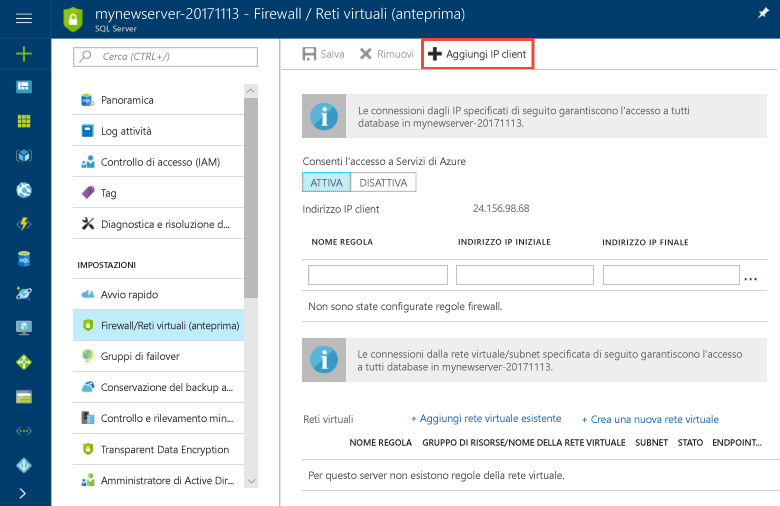 mynewserver-20171113 - Firewall / Reti virtuali (anteprima)
SQL Server
Cerca (CTRL+/)
Panoramica
Log attività
Controllo di accesso (IAM)
Tag
Diagnostica e risoluzione d...
IMPOSTAZIONI
Avvio rapido
Firewall/Reti virtuali (anteprima)
Gruppi di failover
Conservazione del backup a...
Controllo e rilevamento min...
Transparent Data Encryption
Amministratore di Active Dir...
Salva Rimuovi Aggiungi IP client
Le connessioni dagli IP specificati di seguito garantiscono l'accesso a tutti
database in mynewserver-20171113.
Consenti l'accesso a Servizi di Azure
ATTIVA DISATTIVA
Indirizzo IP client 24.156.98.68
NOME REGOLA INDIRIZZO IP INIZIALE INDIRIZZO IP FINALE
...
Non sono state configurate regole firewall.
Le connessioni dalla rete virtuale/subnet specificata di seguito garantiscono l'accesso
a tutti database in mynewserver-20171113.
Reti virtuali + Aggiungi rete virtuale esistente + Crea una nuova rete virtuale
NOME REGOLA GRUPPO DI RISORSE/NOME DELLA RETE VIRTUALE SUBNET STATO ENDPOINT...
Per questo server non esistono regole della rete virtuale.